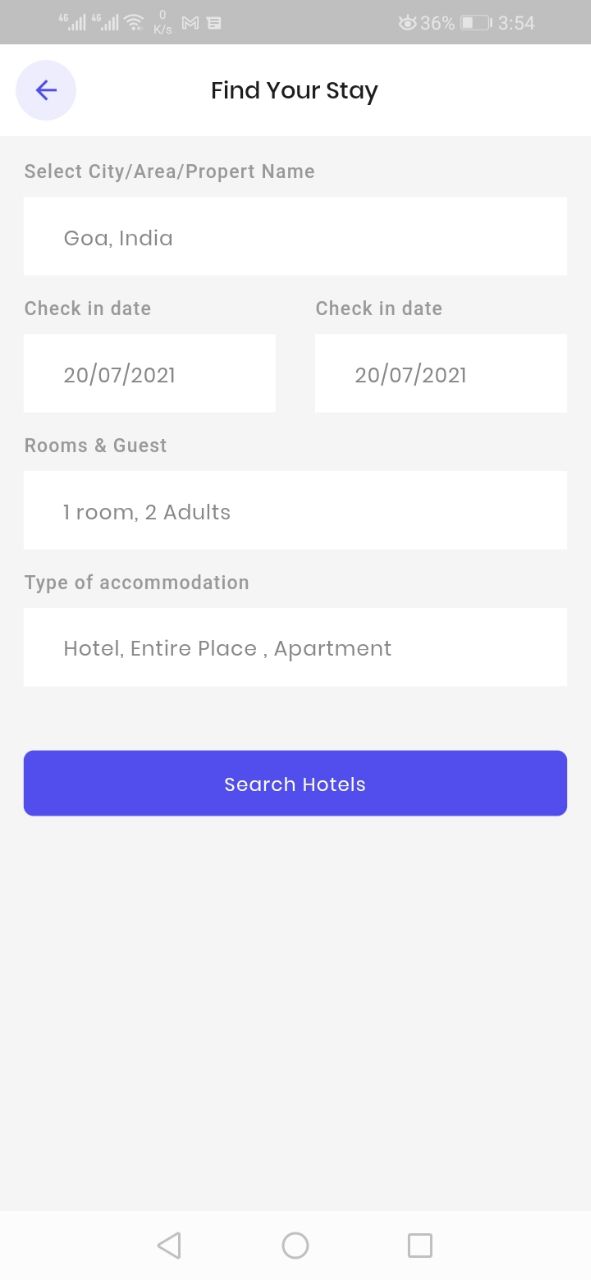 4G 4G 0 K/s 36% 3:54
Find Your Stay
Select City/Area/Propert Name
Goa, India
Check in date Check in date
20/07/2021 20/07/2021
Rooms & Guest
1 room, 2 Adults
Type of accommodation
Hotel, Entire Place , Apartment
Search Hotels